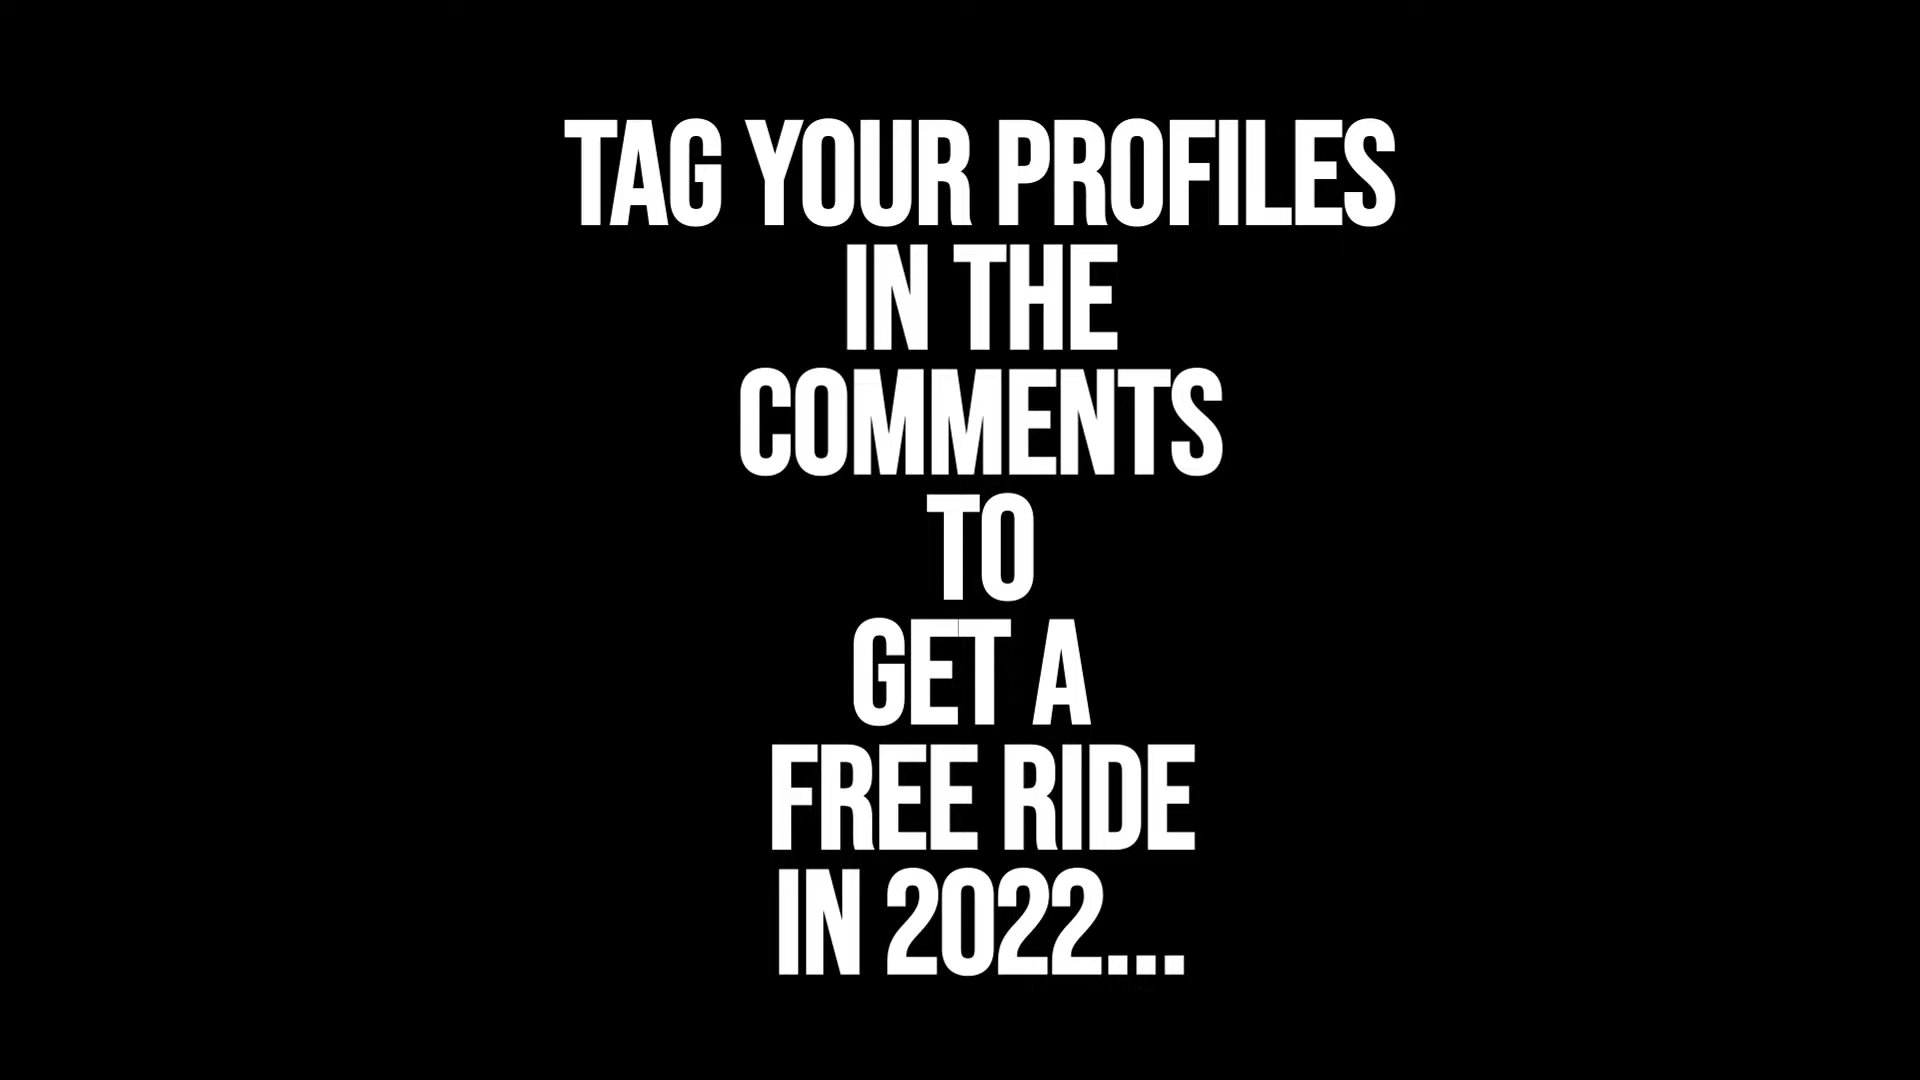 TAG YOUR PROFILES
IN THE
COMMENTS
TO
GET A
FREE RIDE
IN 2022...